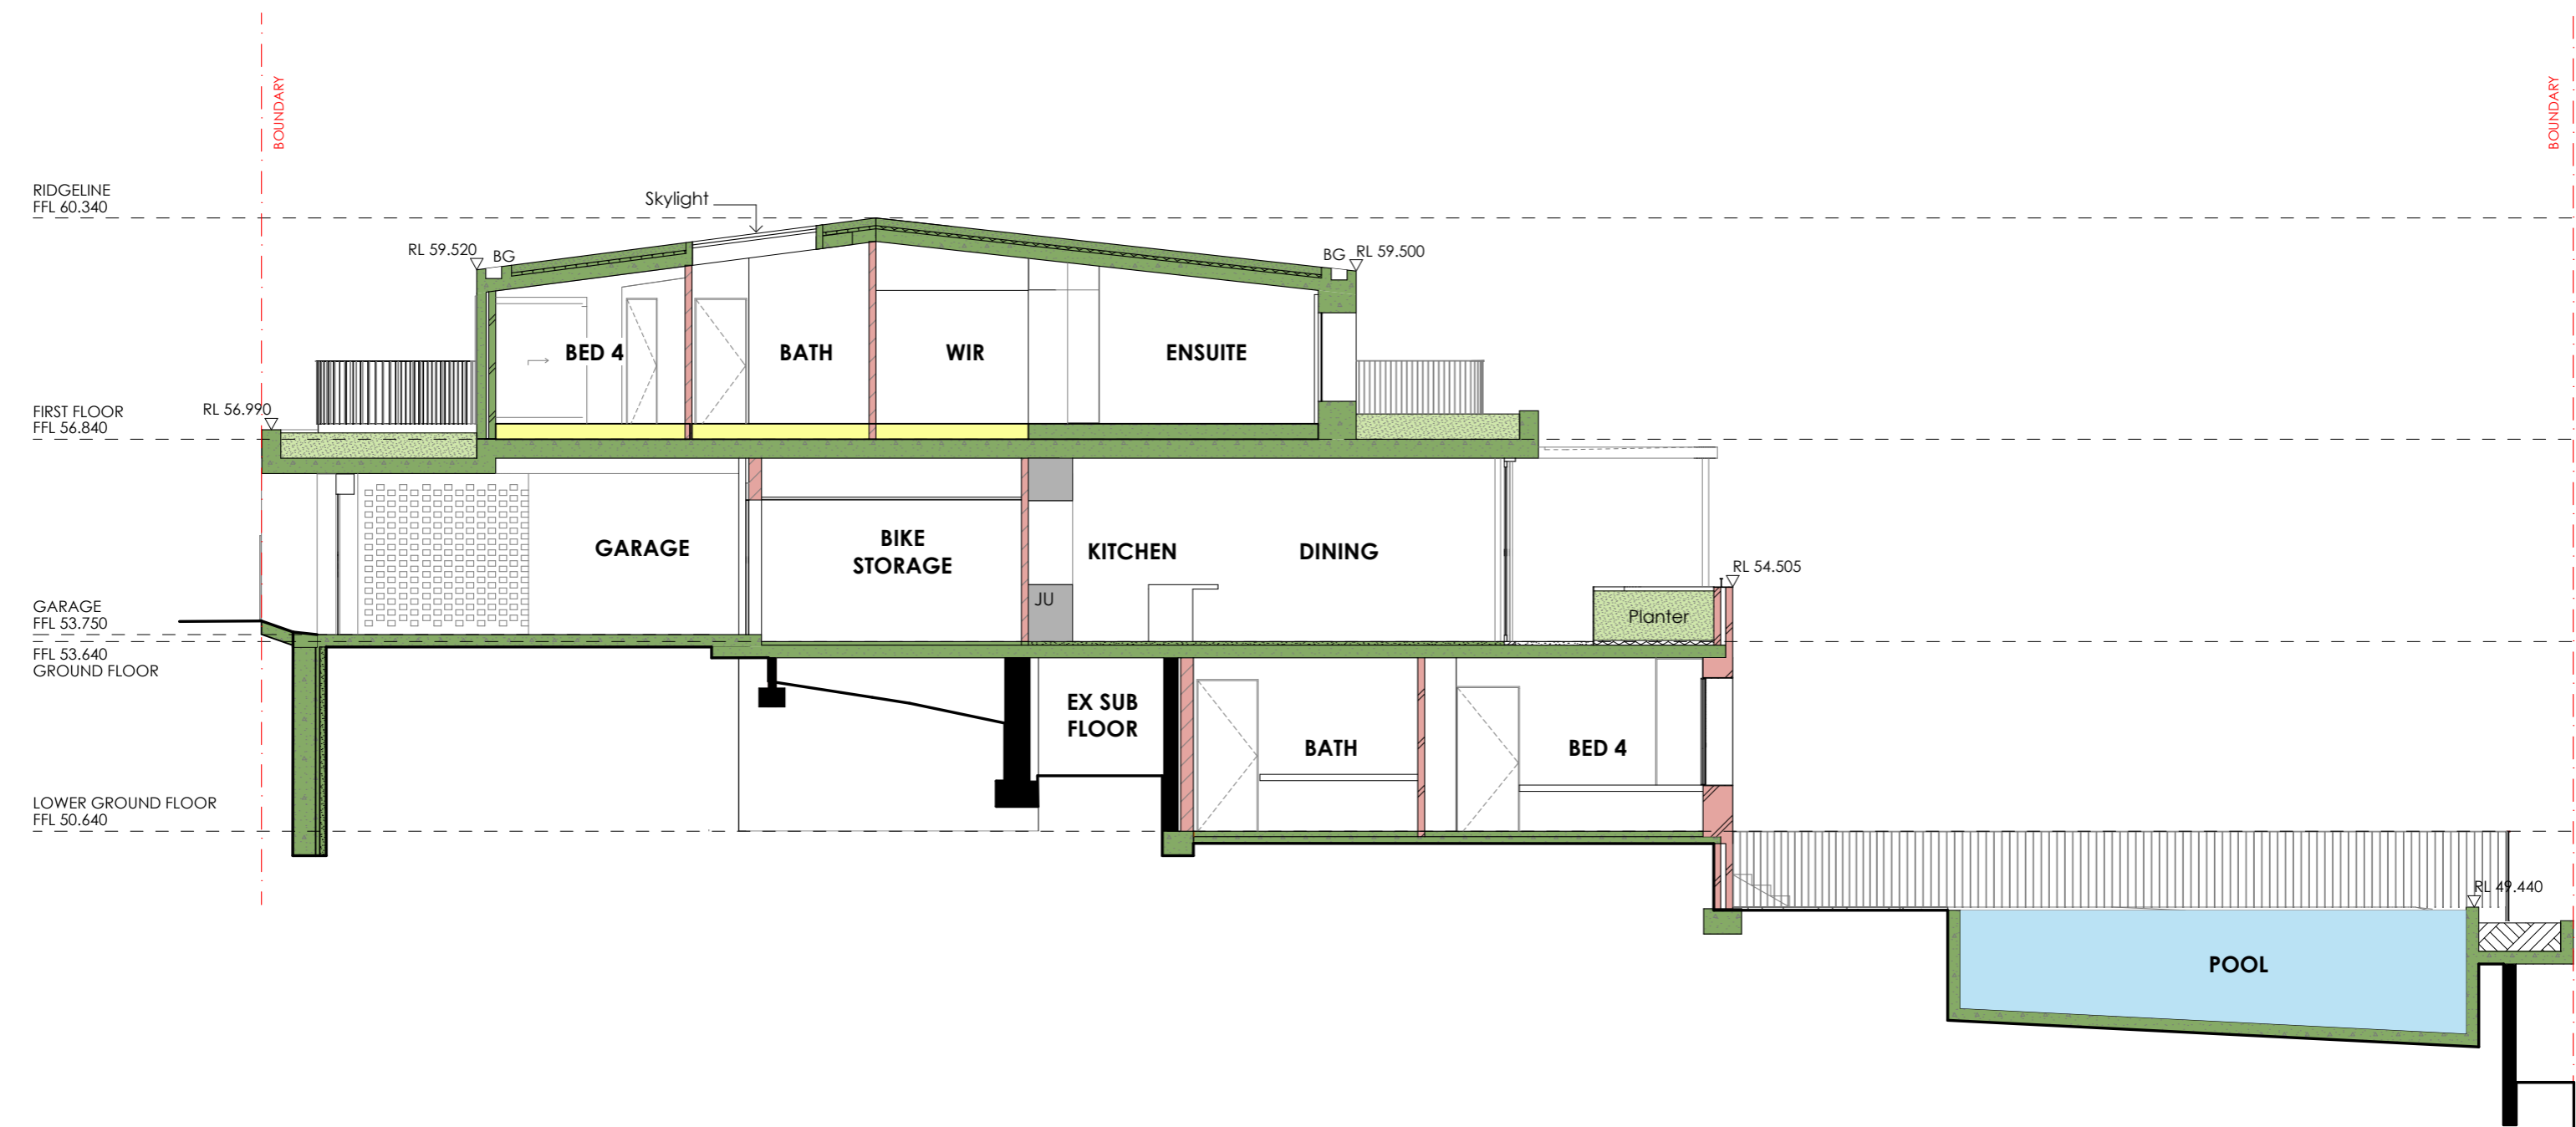 BOUNDARY
BOUNDARY
RIDGELINE
FFL 60.340
Skylight
RL 59.520
BG
BG
RL 59.500
BED 4
BATH
WIR
ENSUITE
FIRST FLOOR
FFL 56.840
RL 56.990
GARAGE
BIKE
STORAGE
KITCHEN
DINING
RL 54.505
JU
Planter
GARAGE
FFL 53.750
FFL 53.640
GROUND FLOOR
EX SUB
FLOOR
BATH
BED 4
LOWER GROUND FLOOR
FFL 50.640
RL 49.440
POOL